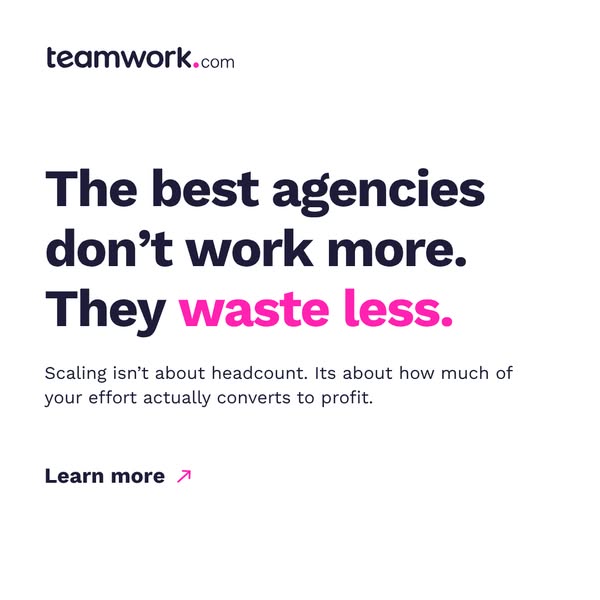 teamwork.com
The best agencies
don’t work more.
They waste less.
Scaling isn’t about headcount. Its about how much of
your effort actually converts to profit.
Learn more ↗